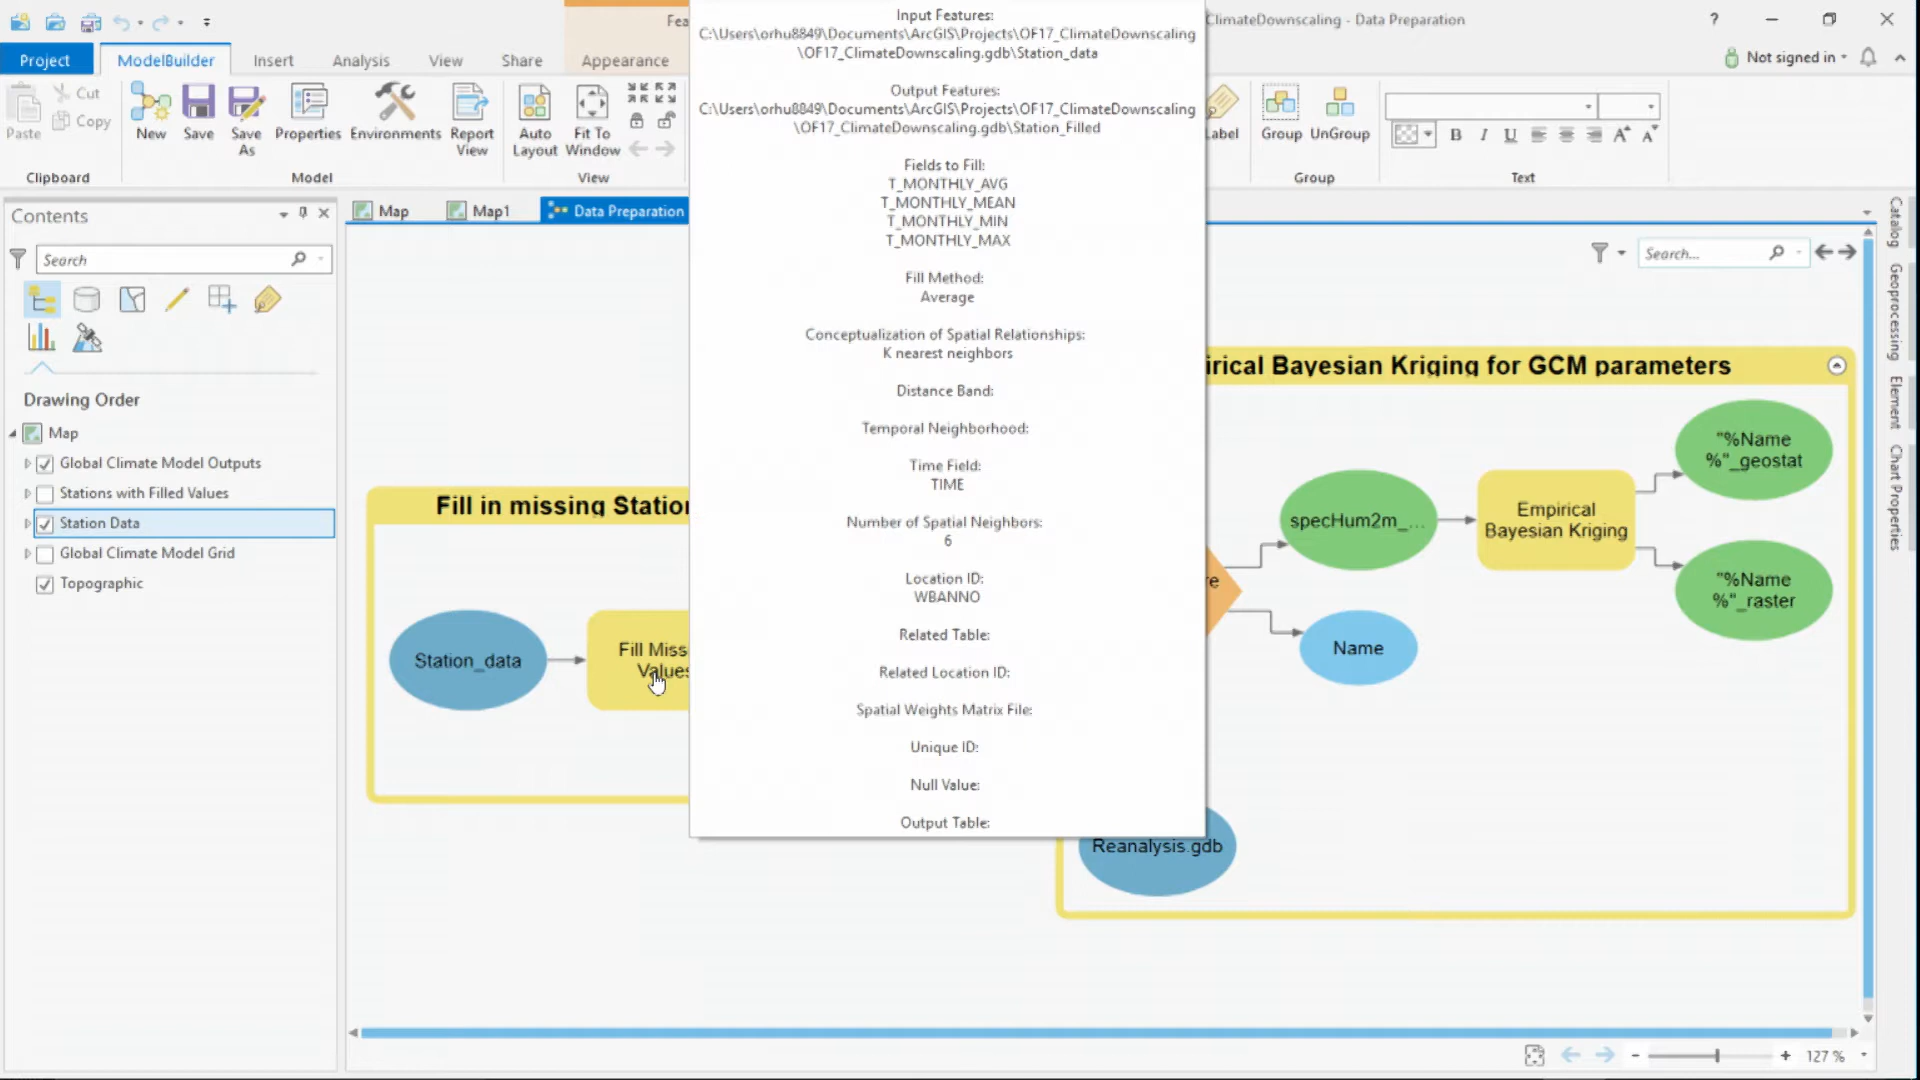 Fea
ClimateDownscaling - Data Preparation
?
Project
ModelBuilder
Insert
Analysis
View
Share
Appearance
Not signed in
Paste
Cut
Copy
Clipboard
New
Save
Save
As
Properties
Environments
Report
View
Model
Auto
Layout
Fit To
Window
View
Label
Group
UnGroup
Group
B I U A A
Text
Contents
Search
Drawing Order
Map
Global Climate Model Outputs
Stations with Filled Values
Station Data
Global Climate Model Grid
Topographic
Map
Map1
Data Preparation
Input Features:
C:\Users\orhu8849\Documents\ArcGIS\Projects\OF17_ClimateDownscaling
\OF17_ClimateDownscaling.gdb\Station_data
Output Features:
C:\Users\orhu8849\Documents\ArcGIS\Projects\OF17_ClimateDownscaling
\OF17_ClimateDownscaling.gdb\Station_Filled
Fields to Fill:
T_MONTHLY_AVG
T_MONTHLY_MEAN
T_MONTHLY_MIN
T_MONTHLY_MAX
Fill Method:
Average
Conceptualization of Spatial Relationships:
K nearest neighbors
Distance Band:
Temporal Neighborhood:
Time Field:
TIME
Number of Spatial Neighbors:
6
Location ID:
WBANNO
Related Table:
Related Location ID:
Spatial Weights Matrix File:
Unique ID:
Null Value:
Output Table:
Fill in missing Station
Station_data
Fill Miss
Values
Search...
irical Bayesian Kriging for GCM parameters
re
specHum2m_...
Name
Empirical
Bayesian Kriging
"%Name
%"_geostat
"%Name
%"_raster
Reanalysis.gdb
127 %
Catalog
Geoprocessing
Element
Chart Properties